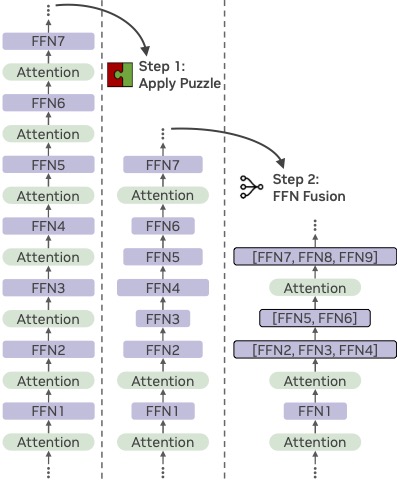 FFN7
Attention
FFN6
Attention
FFN5
Attention
FFN4
Attention
FFN3
Attention
FFN2
Attention
FFN1
Attention
Step 1:
Apply Puzzle
FFN7
Attention
FFN6
FFN5
FFN4
FFN3
FFN2
Attention
FFN1
Attention
Step 2:
FFN Fusion
[FFN7, FFN8, FFN9]
Attention
[FFN5, FFN6]
[FFN2, FFN3, FFN4]
Attention
FFN1
Attention